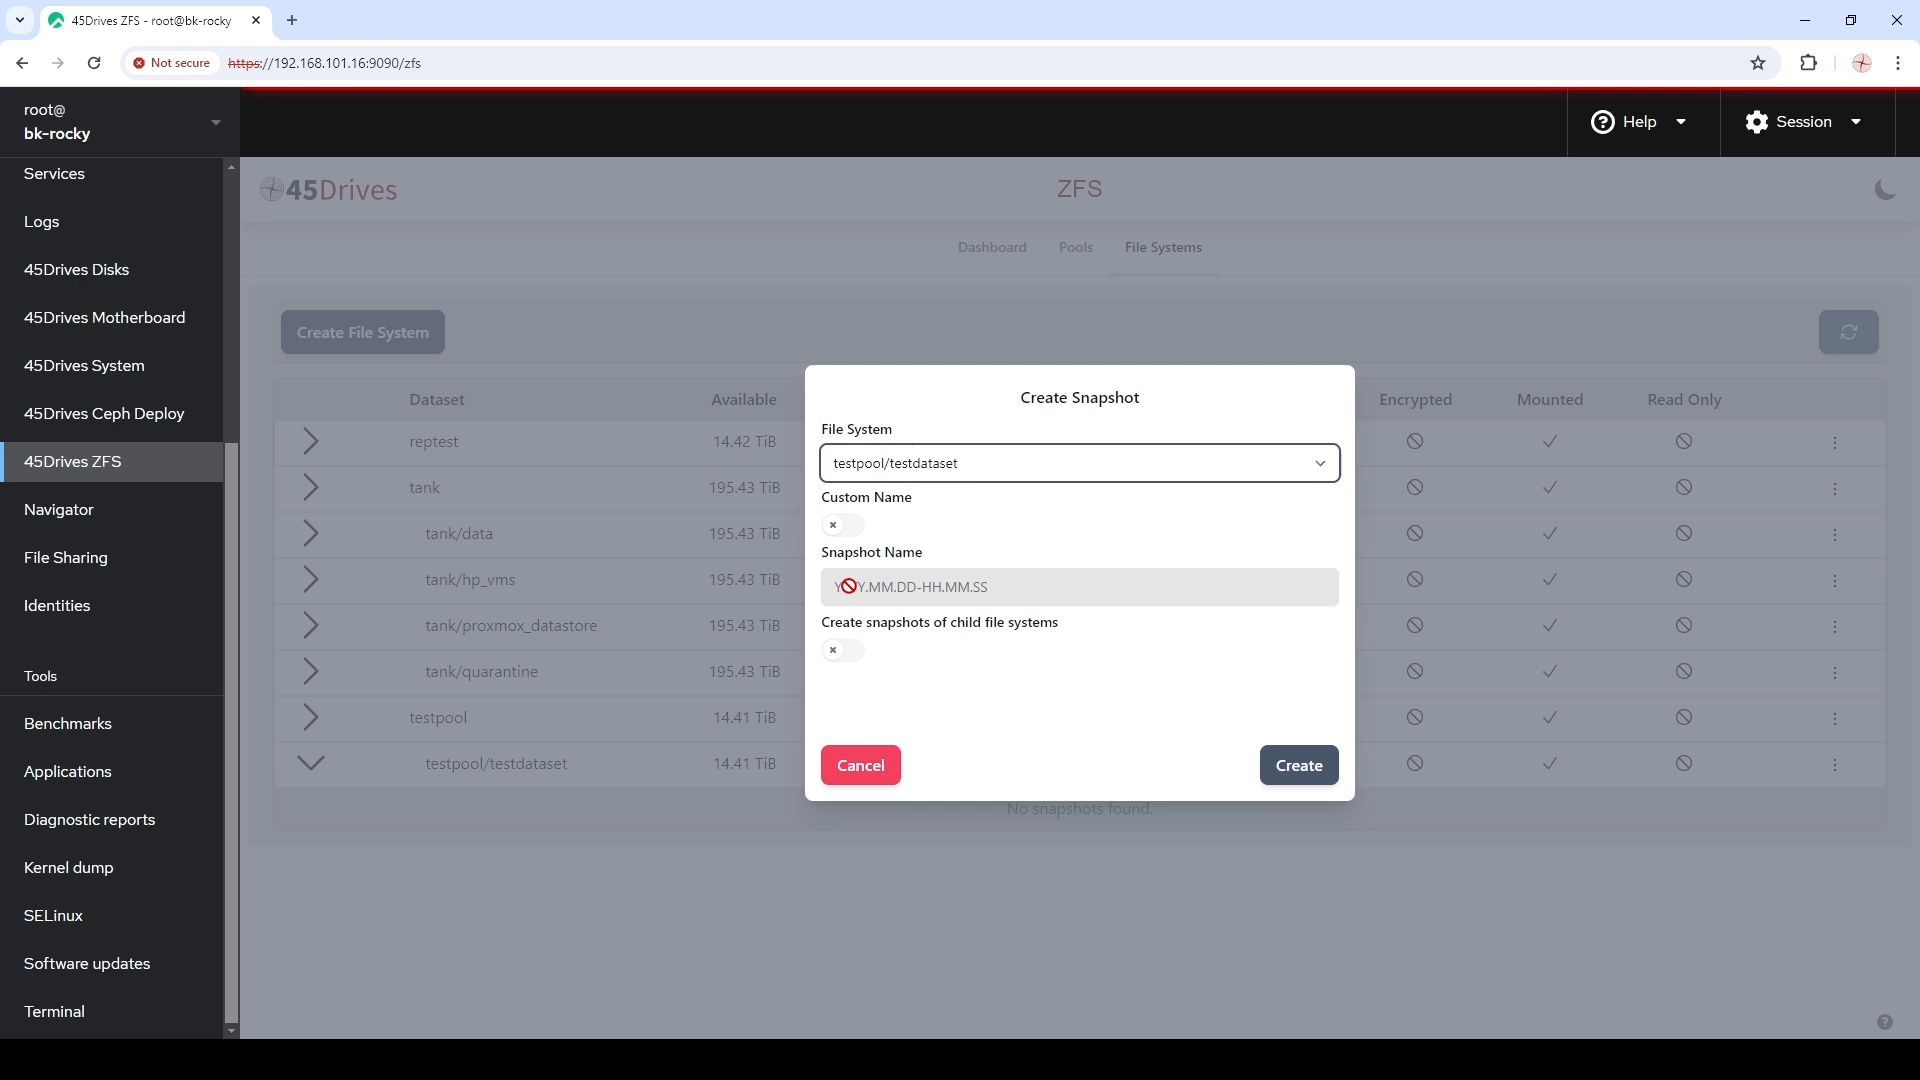 45Drives ZFS - root@bk-rocky
Not secure
https://192.168.101.16:9090/zfs
root@
bk-rocky
Help
Session
Services
Logs
45Drives Disks
45Drives Motherboard
45Drives System
45Drives Ceph Deploy
45Drives ZFS
Navigator
File Sharing
Identities
Tools
Benchmarks
Applications
Diagnostic reports
Kernel dump
SELinux
Software updates
Terminal
45Drives
ZFS
Dashboard Pools File Systems
Create File System
Dataset Available Encrypted Mounted Read Only
reptest 14.42 TiB
tank 195.43 TiB
tank/data 195.43 TiB
tank/hp_vms 195.43 TiB
tank/proxmox_datastore 195.43 TiB
tank/quarantine 195.43 TiB
testpool 14.41 TiB
testpool/testdataset 14.41 TiB
No snapshots found.
Create Snapshot
File System
testpool/testdataset
Custom Name
Snapshot Name
Y.MM.DD-HH.MM.SS
Create snapshots of child file systems
Cancel
Create